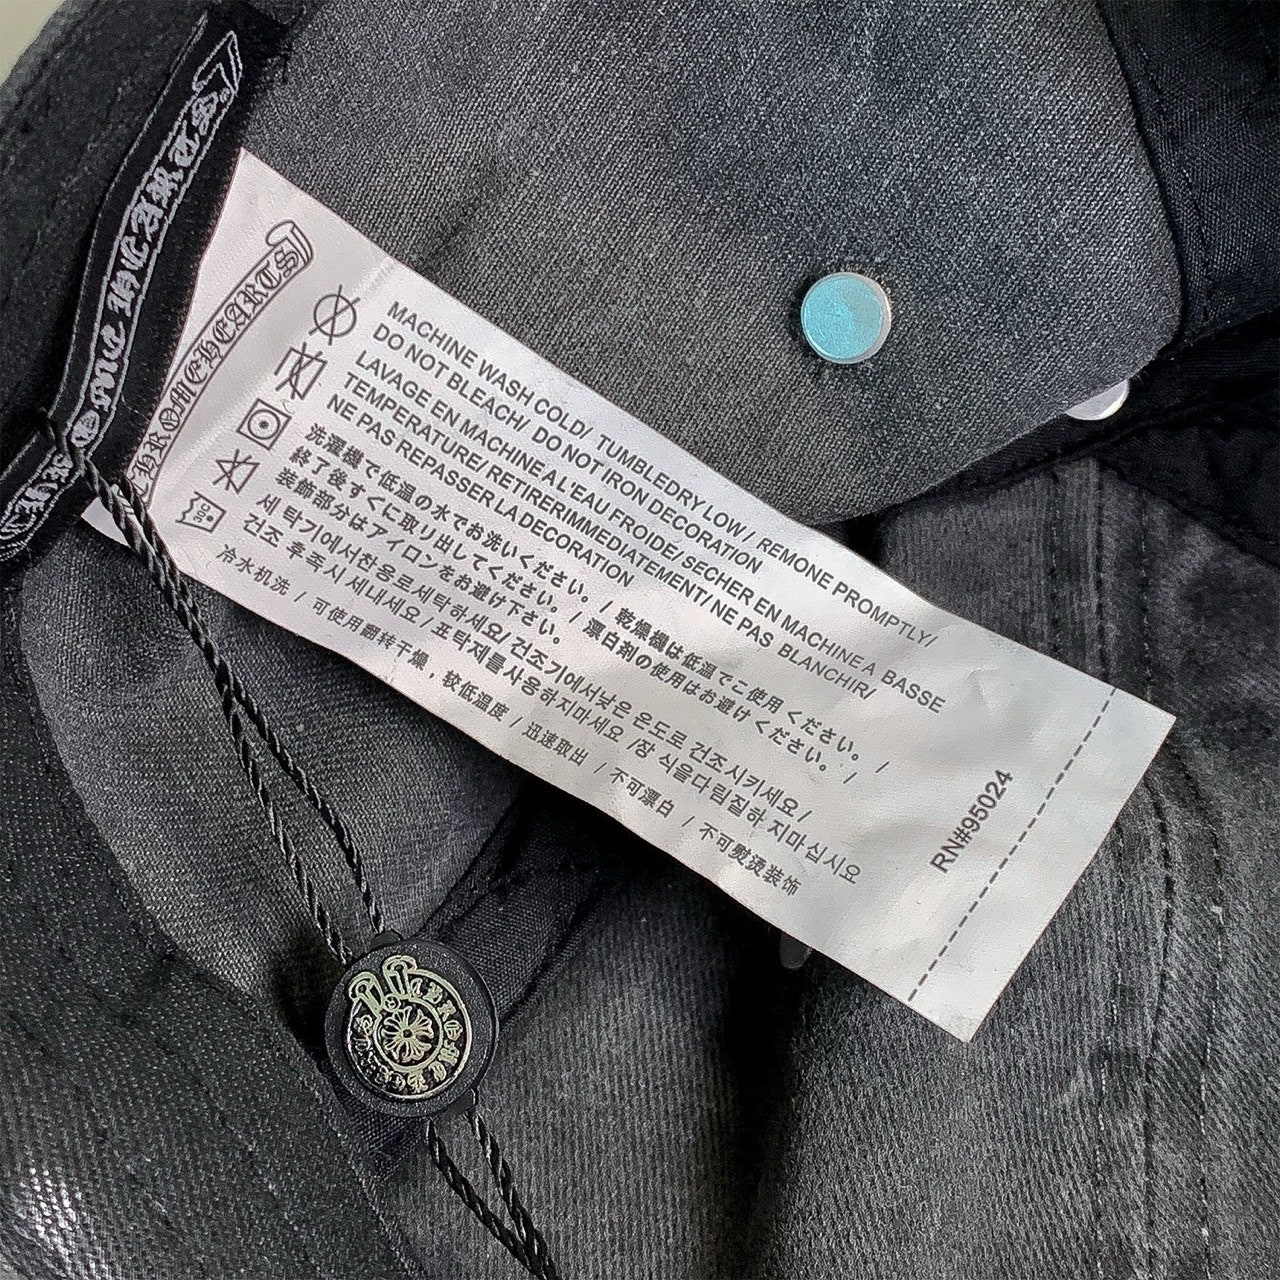 CHROME HEARTS
CHROMEHEARTS
MACHINE WASH COLD/ TUMBLEDRY LOW/ REMONE PROMPTLY/
DO NOT BLEACH/ DO NOT IRON DECORATION
LAVAGE EN MACHINE A L'EAU FROIDE/ SECHER EN MACHINE A BASSE
TEMPERATURE/ RETIRERIMMEDIATEMENT/ NE PAS BLANCHIR/
NE PAS REPASSER LA DECORATION
洗濯機で低温の水でお洗いください。/ 乾燥機は低温でご使用ください。/
終了後すぐに取り出してください。/ 漂白剤の使用はお避けください。/
装飾部分はアイロンをお避け下さい。
세탁기에서찬응로세탁하세요/ 건조기에서낮은 온도로 건조시키세요/
건조 후족시세내세요/표탁제를사용하지마세요 /장 식을다림질하 지마십시오
冷水机洗 / 可使用翻转干燥，较低温度 / 迅速取出 / 不可漂白 / 不可熨烫装饰
RN#95024